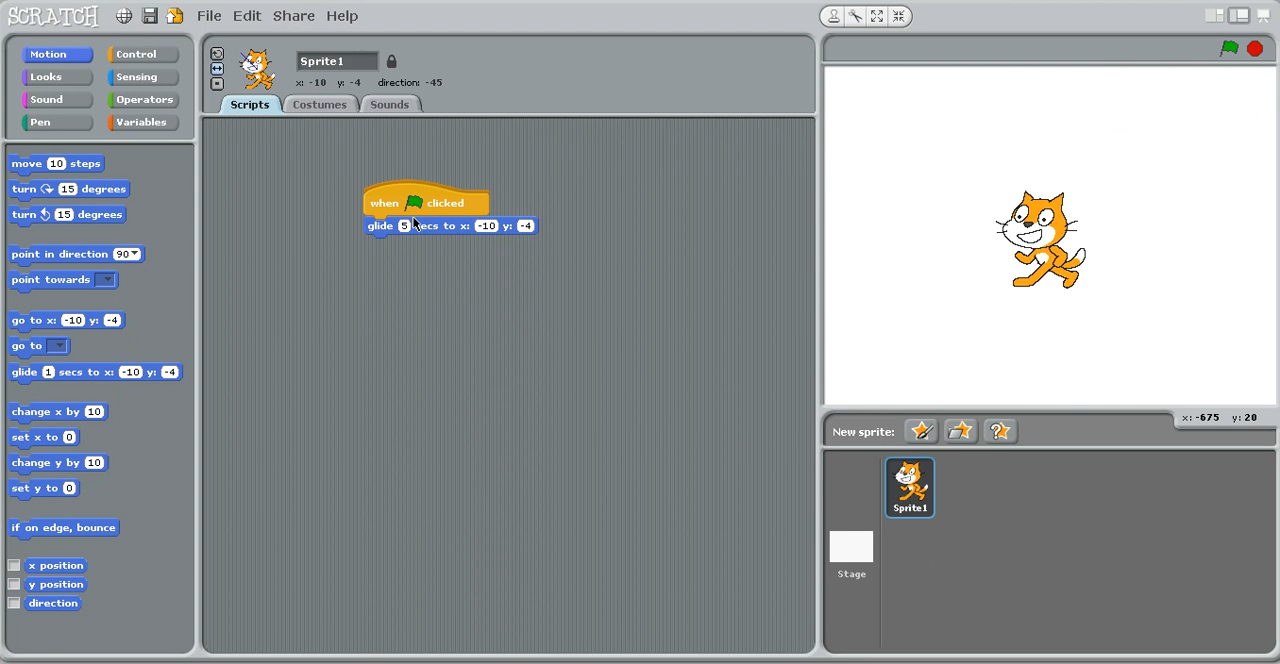 SCRATCH File Edit Share Help
Motion Control
Looks Sensing
Sound Operators
Pen Variables
move 10 steps
turn 15 degrees
turn 15 degrees
point in direction 90
point towards
go to x: -10 y: -4
go to
glide 1 secs to x: -10 y: -4
change x by 10
set x to 0
change y by 10
set y to 0
if on edge, bounce
x position
y position
direction
Sprite1
x: -10 y: -4 direction: -45
Scripts Costumes Sounds
when clicked
glide 5 secs to x: -10 y: -4
x: -675 y: 20
New sprite:
Sprite1
Stage